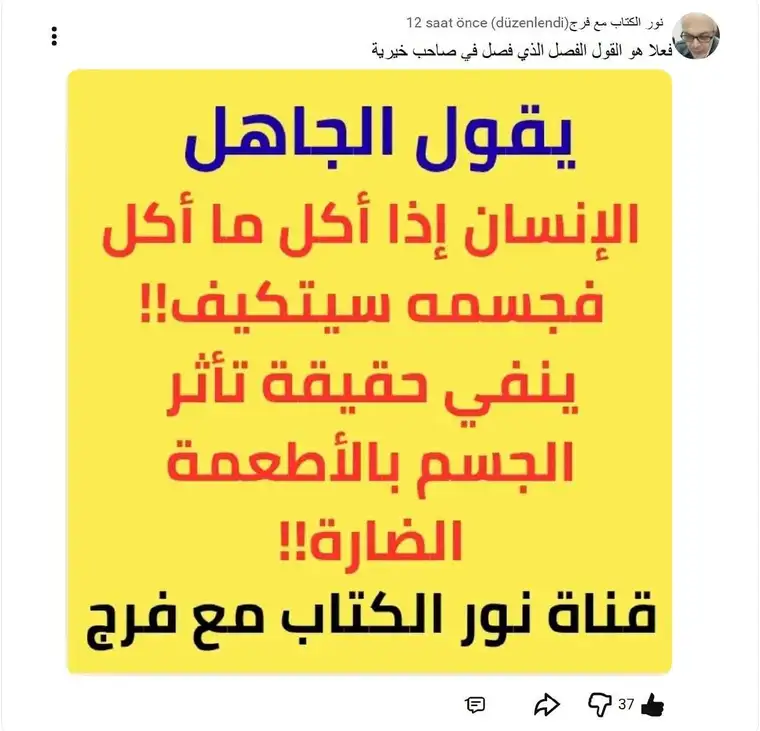 نور الكتاب مع فرج 12 saat önce (düzenlendi)
فعلا هو القول الفصل الذي فصل في صاحب خيرية
يقول الجاهل
الإنسان إذا أكل ما أكل
فجسمه سيتكيف!!
ينفي حقيقة تأثر
الجسم بالأطعمة
الضارة!!
قناة نور الكتاب مع فرج
37